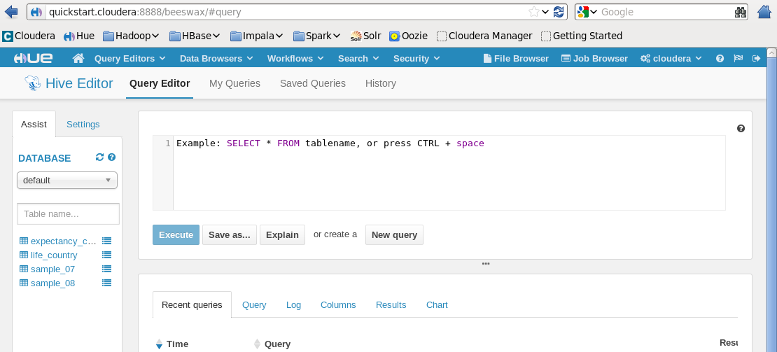 quickstart.cloudera:8888/beeswax/#query Google
Cloudera Hue Hadoop HBase Impala Spark Solr Oozie Cloudera Manager Getting Started
HUE Query Editors Data Browsers Workflows Search Security File Browser Job Browser cloudera
Hive Editor Query Editor My Queries Saved Queries History
Assist Settings
DATABASE
default
Table name...
expectancy_c...
life_country
sample_07
sample_08
1 Example: SELECT * FROM tablename, or press CTRL + space
Execute Save as... Explain or create a New query
Recent queries Query Log Columns Results Chart
Time Query